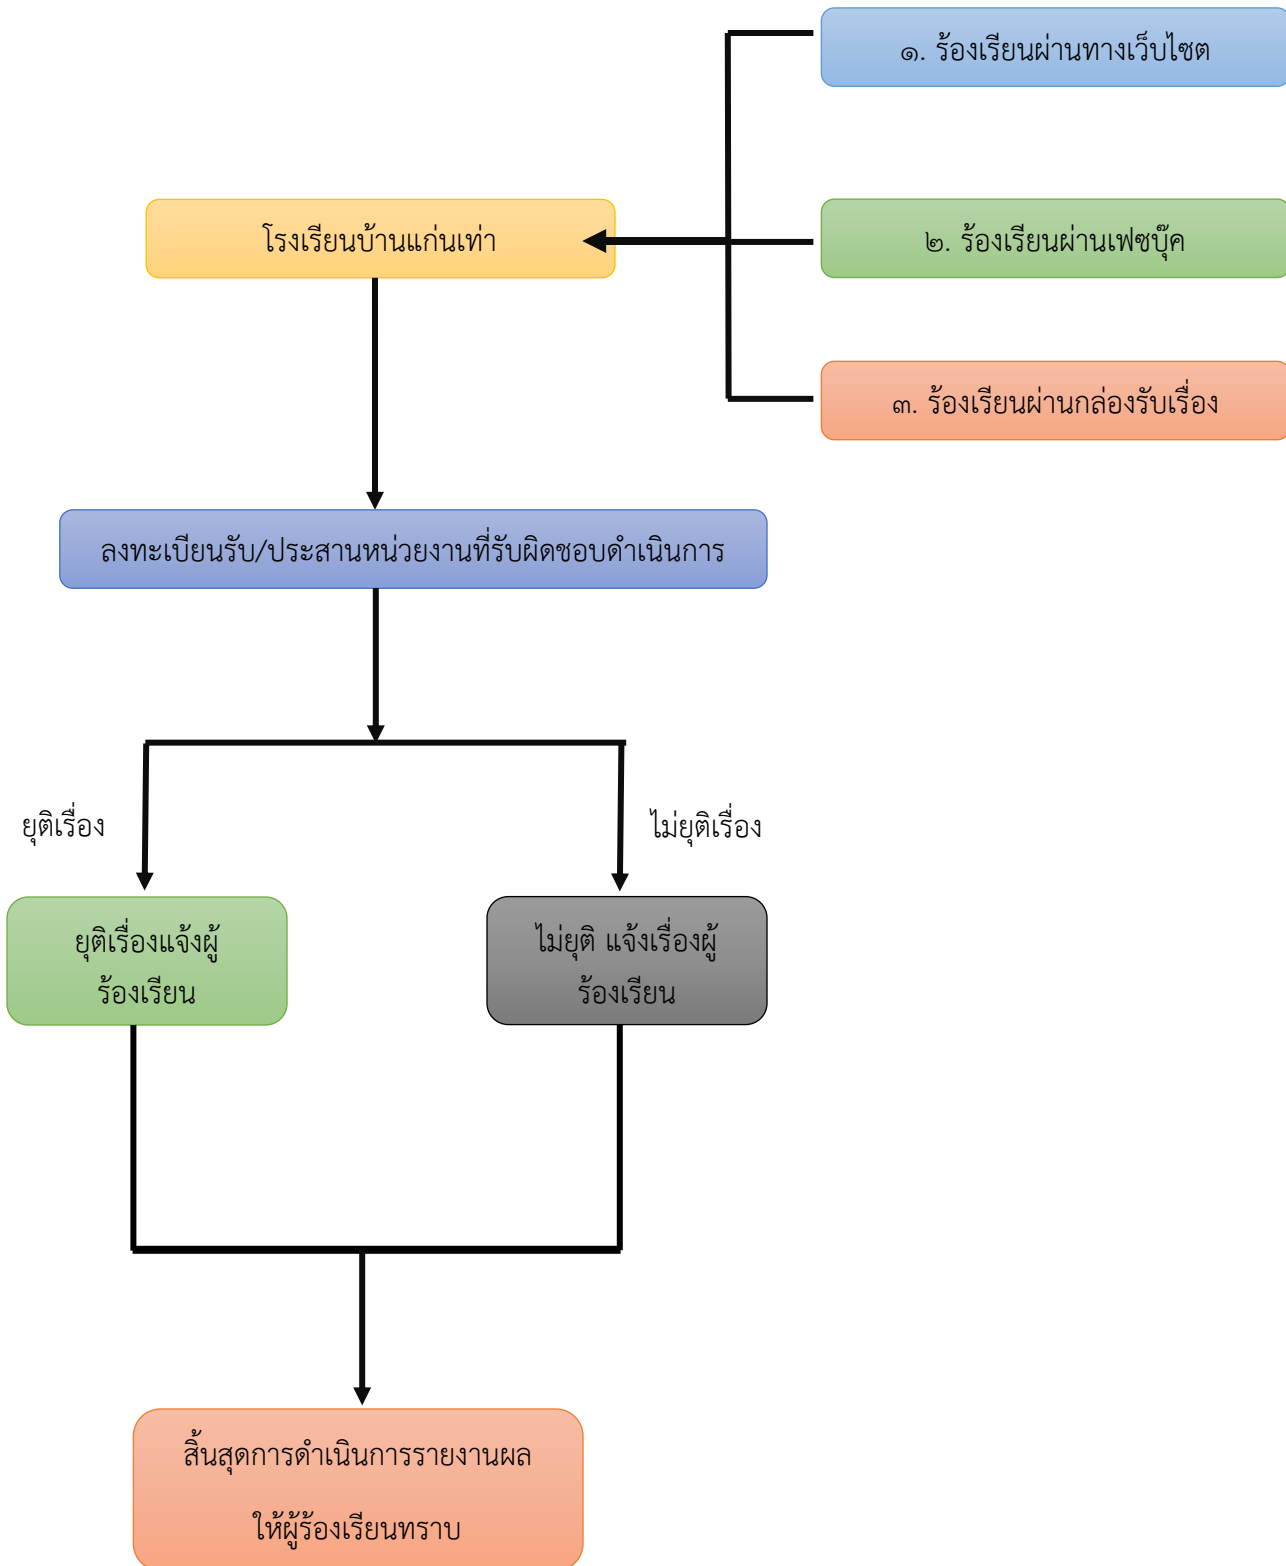 ๑. ร้องเรียนผ่านทางเว็บไซต
โรงเรียนบ้านแก่นเท่า
๒. ร้องเรียนผ่านเฟซบุ๊ค
๓. ร้องเรียนผ่านกล่องรับเรื่อง
ลงทะเบียนรับ/ประสานหน่วยงานที่รับผิดชอบดำเนินการ
ยุติเรื่อง
ไม่ยุติเรื่อง
ยุติเรื่องแจ้งผู้
ร้องเรียน
ไม่ยุติ แจ้งเรื่องผู้
ร้องเรียน
สิ้นสุดการดำเนินการรายงานผล
ให้ผู้ร้องเรียนทราบ